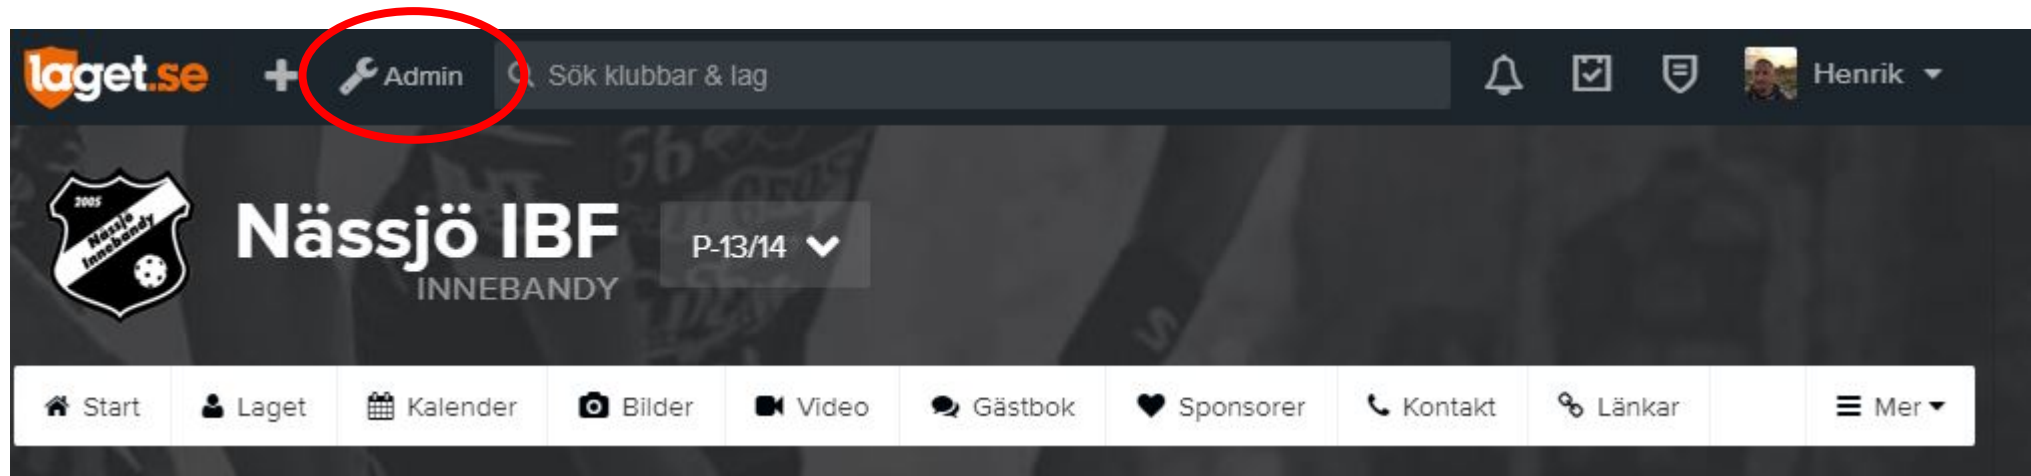 laget.se Admin Sök klubbar & lag Henrik
2005
Nässjö
Innebandy
Nässjö IBF P-13/14
INNEBANDY
Start Laget Kalender Bilder Video Gästbok Sponsorer Kontakt Länkar Mer